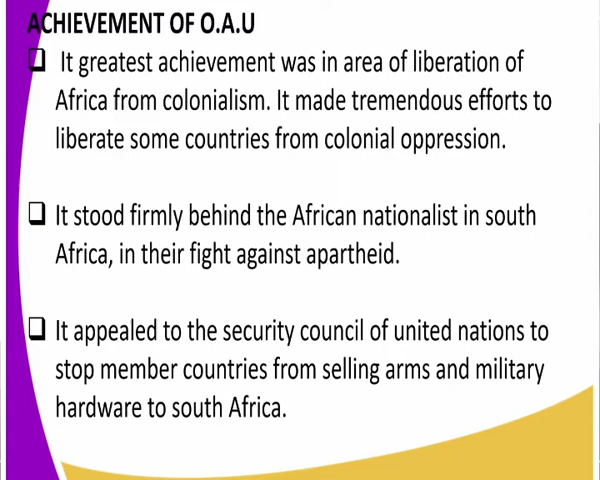 ACHIEVEMENT OF O.A.U
❑ It greatest achievement was in area of liberation of
Africa from colonialism. It made tremendous efforts to
liberate some countries from colonial oppression.
❑ It stood firmly behind the African nationalist in south
Africa, in their fight against apartheid.
❑ It appealed to the security council of united nations to
stop member countries from selling arms and military
hardware to south Africa.